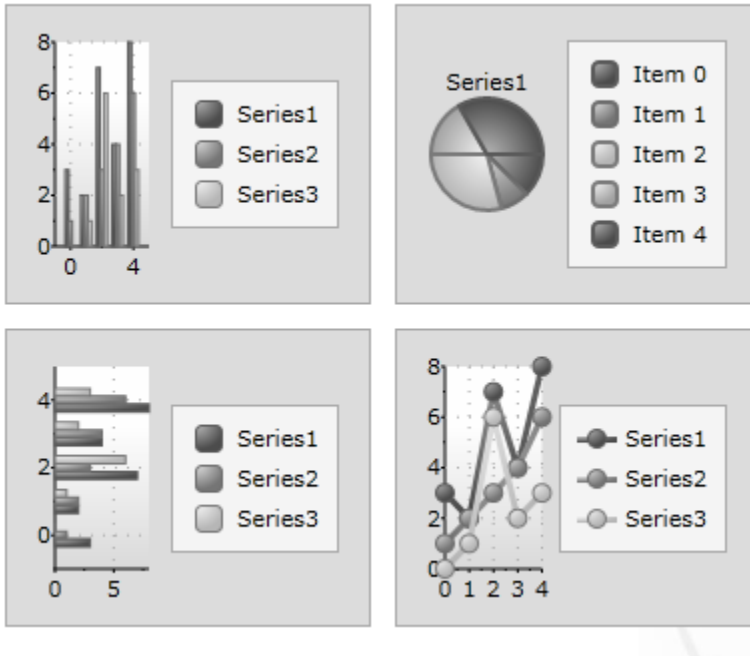 8
6
4
2
0
0 4
Series1
Series2
Series3
Series1
Item 0
Item 1
Item 2
Item 3
Item 4
4
2
0
0 5
Series1
Series2
Series3
8
6
4
2
0
0 1 2 3 4
Series1
Series2
Series3